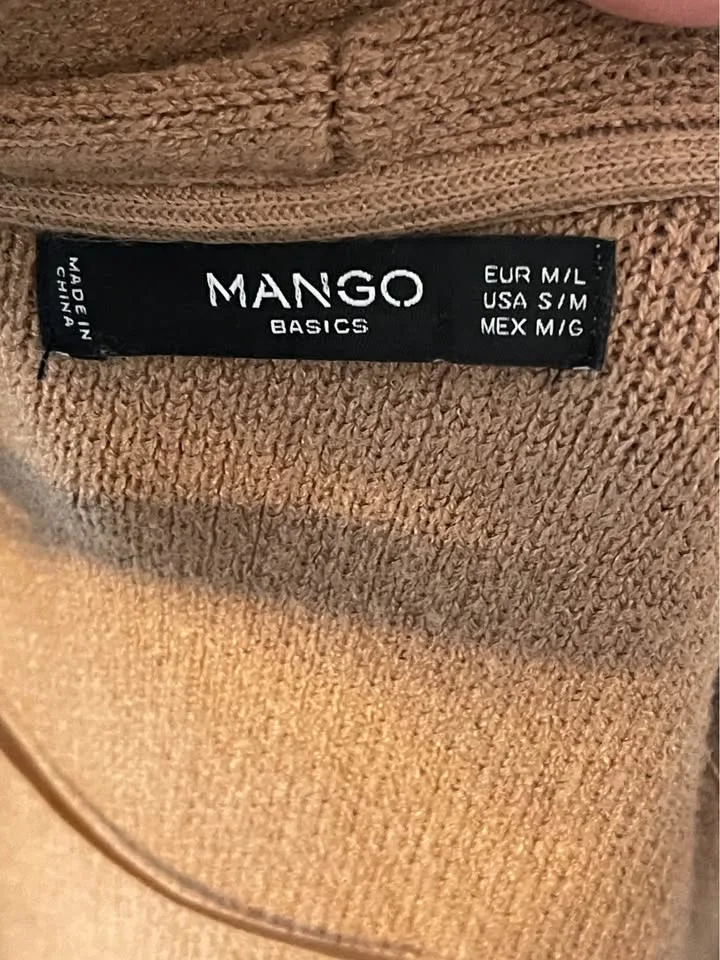 MADE IN
CHINA
MANGO
BASICS
EUR M/L
USA S/M
MEX M/G